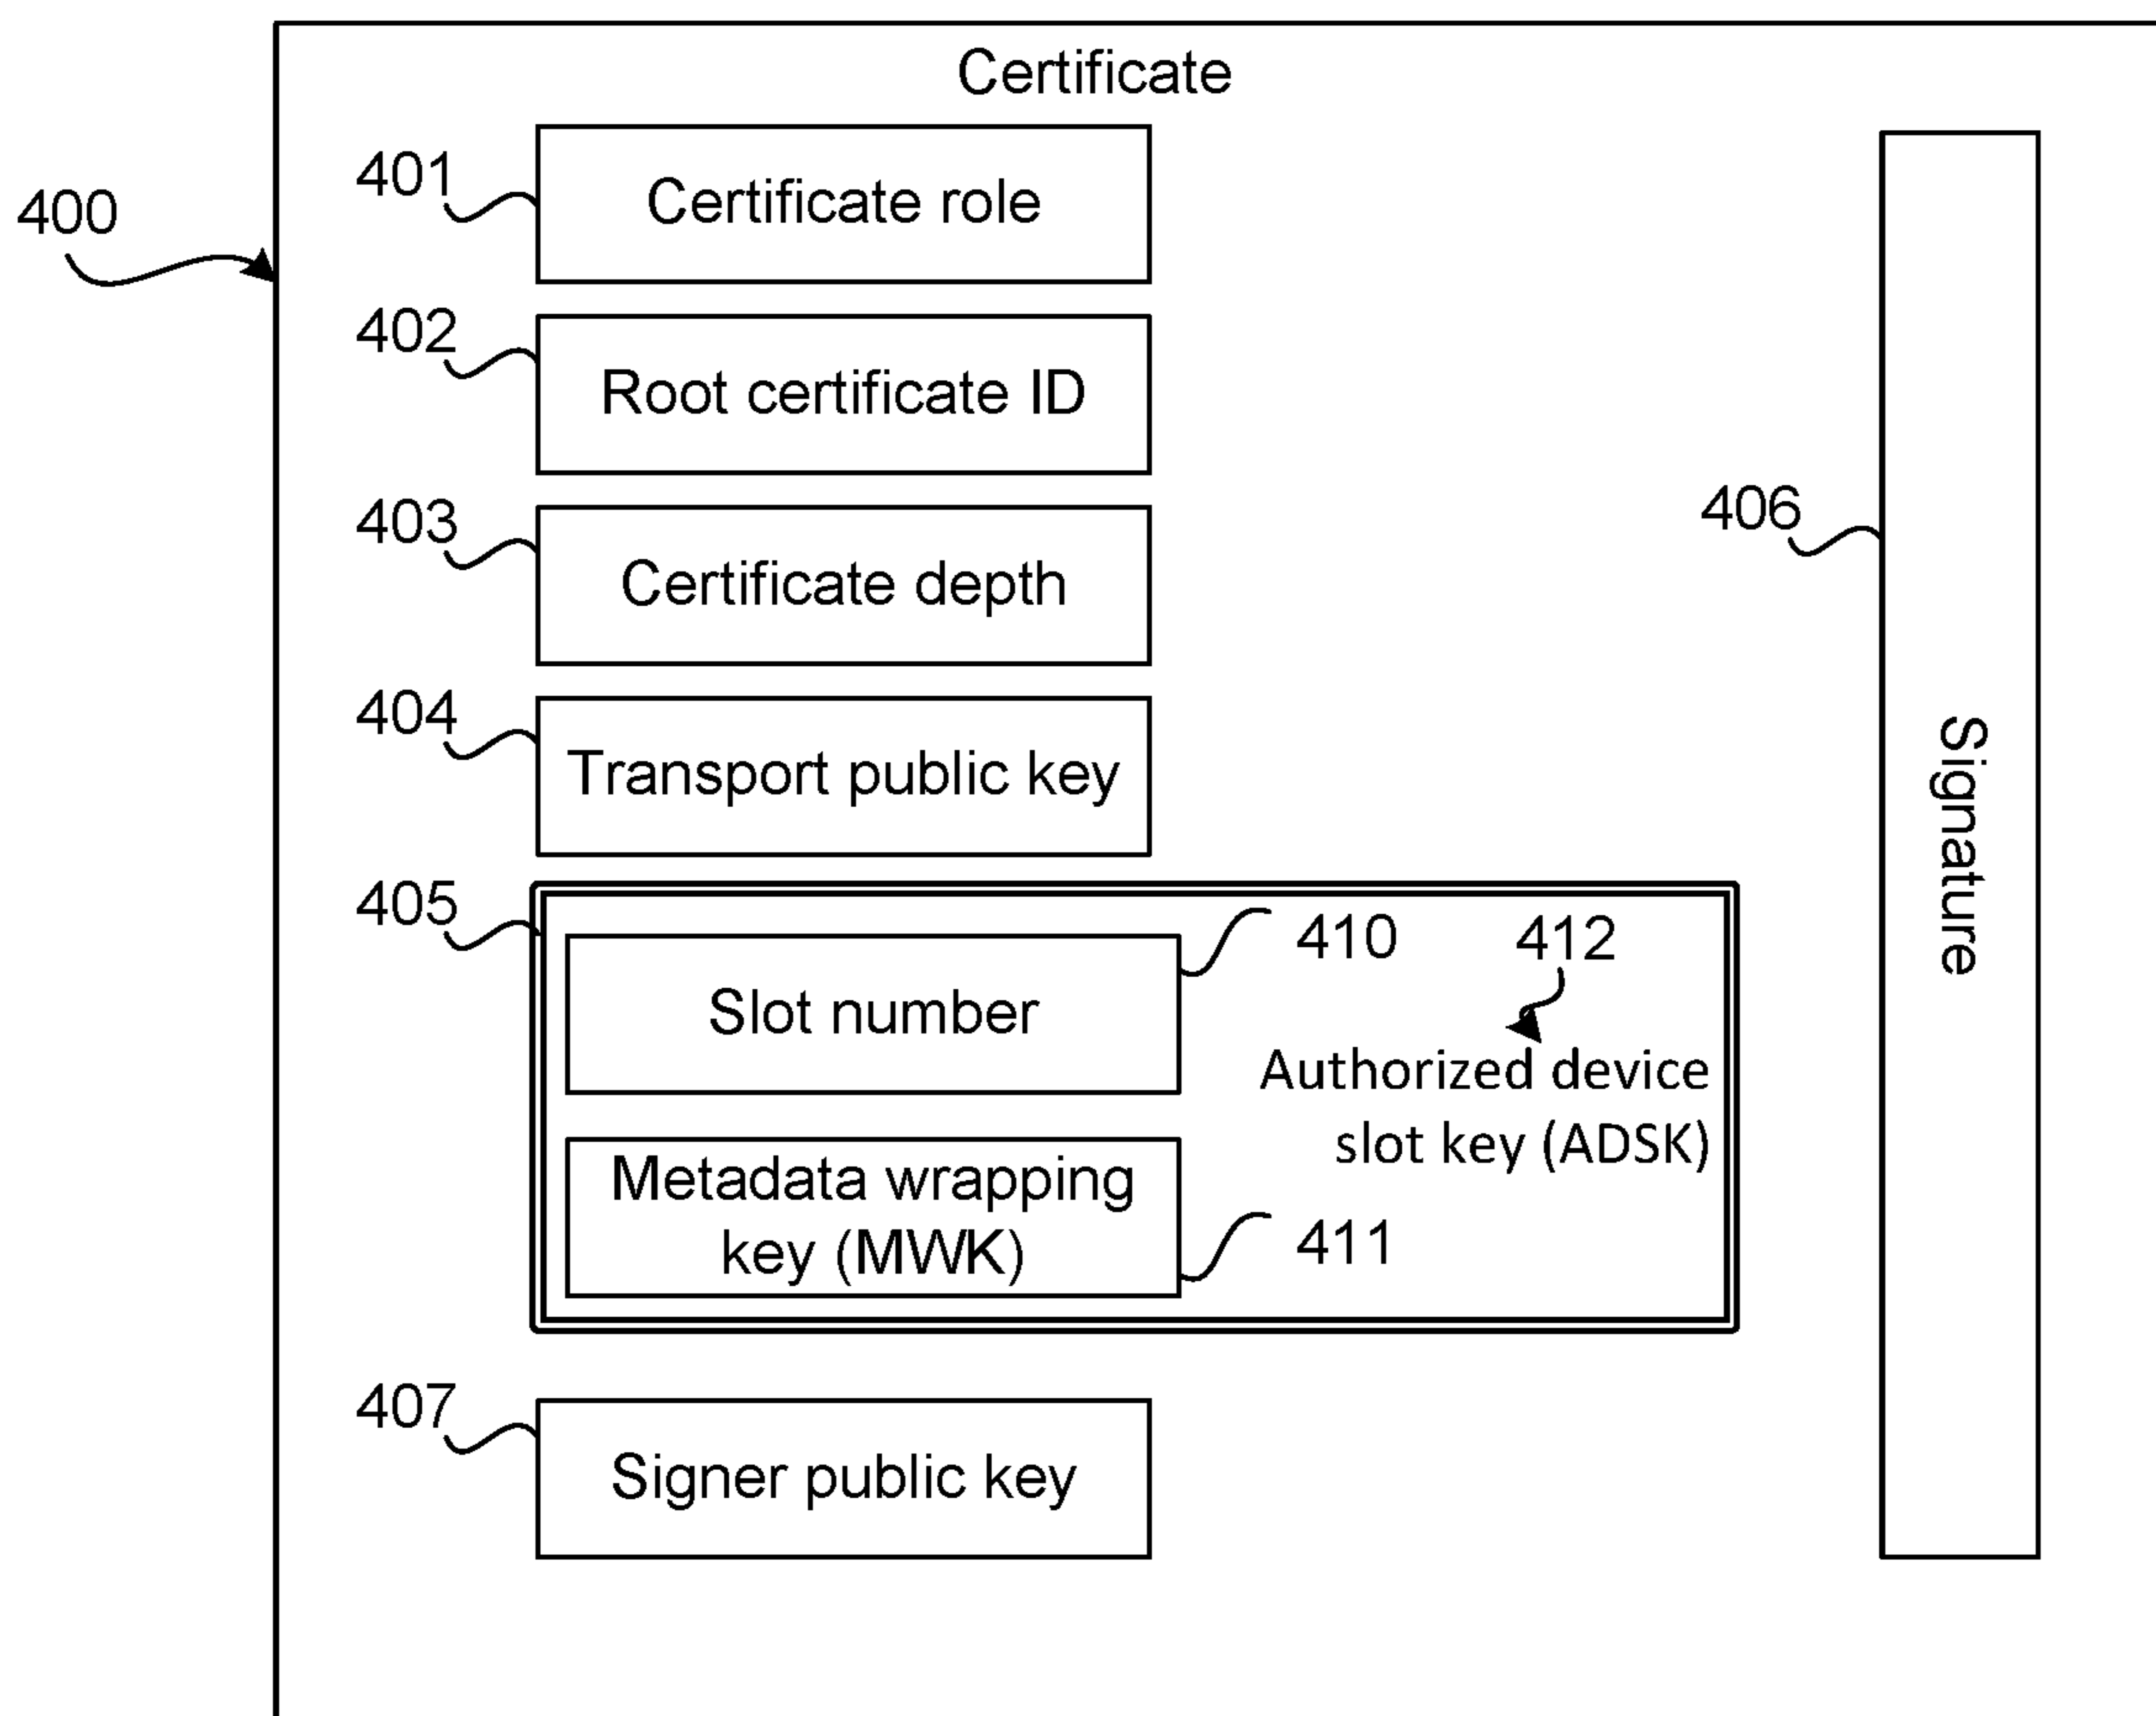 Certificate
400
401
Certificate role
402
Root certificate ID
403
Certificate depth
404
Transport public key
405
410
Slot number
412
Authorized device
slot key (ADSK)
Metadata wrapping
key (MWK)
411
407
Signer public key
406
Signature